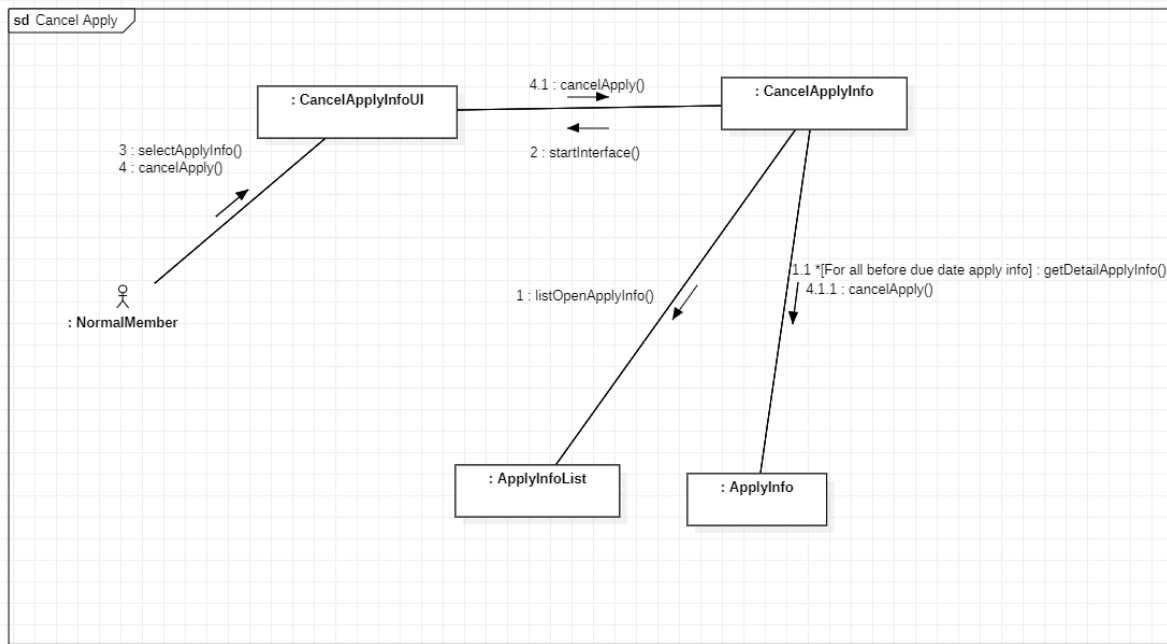 sd Cancel Apply
4.1 : cancelApply()
: CancelApplyInfoUI
: CancelApplyInfo
3 : selectApplyInfo()
4 : cancelApply()
2 : startInterface()
1.1 *[For all before due date apply info] : getDetailApplyInfo()
4.1.1 : cancelApply()
1 : listOpenApplyInfo()
: NormalMember
: ApplyInfoList
: ApplyInfo